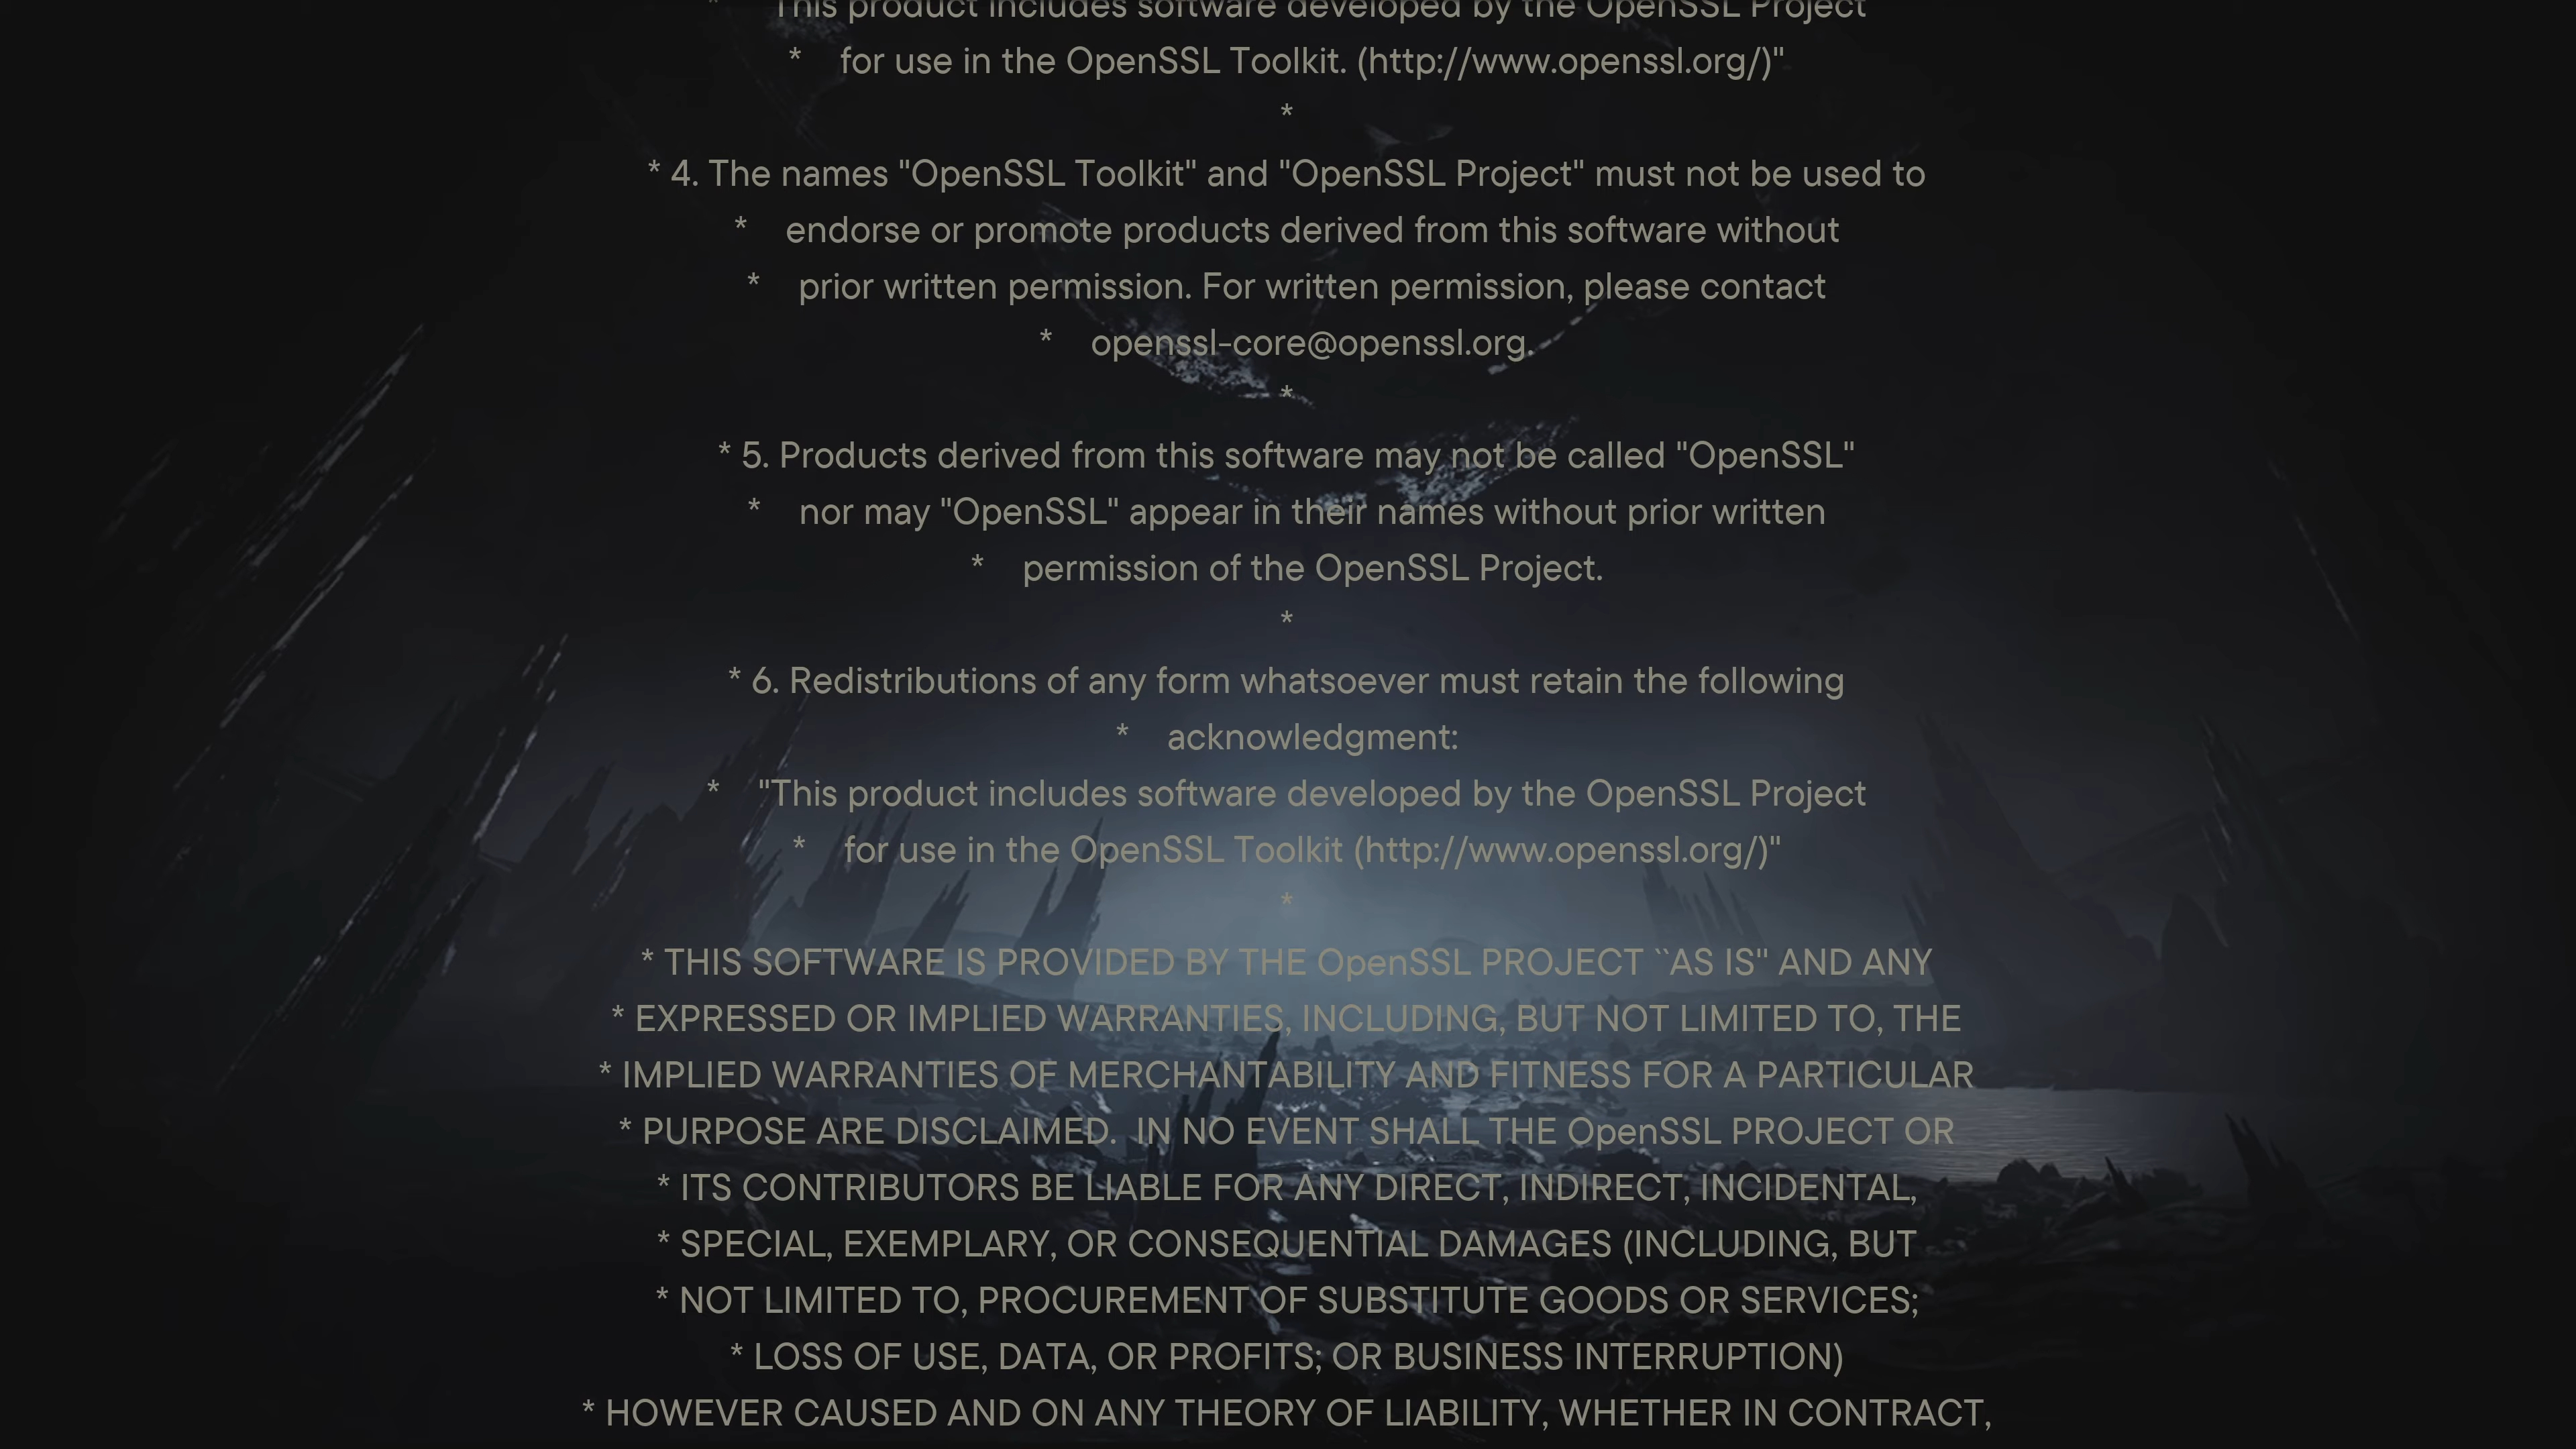 * "This product includes software developed by the OpenSSL Project
* for use in the OpenSSL Toolkit. (http://www.openssl.org/)"
*
* 4. The names "OpenSSL Toolkit" and "OpenSSL Project" must not be used to
* endorse or promote products derived from this software without
* prior written permission. For written permission, please contact
* openssl-core@openssl.org.
*
* 5. Products derived from this software may not be called "OpenSSL"
* nor may "OpenSSL" appear in their names without prior written
* permission of the OpenSSL Project.
*
* 6. Redistributions of any form whatsoever must retain the following
* acknowledgment:
* "This product includes software developed by the OpenSSL Project
* for use in the OpenSSL Toolkit (http://www.openssl.org/)"
*
* THIS SOFTWARE IS PROVIDED BY THE OpenSSL PROJECT ``AS IS'' AND ANY
* EXPRESSED OR IMPLIED WARRANTIES, INCLUDING, BUT NOT LIMITED TO, THE
* IMPLIED WARRANTIES OF MERCHANTABILITY AND FITNESS FOR A PARTICULAR
* PURPOSE ARE DISCLAIMED.  IN NO EVENT SHALL THE OpenSSL PROJECT OR
* ITS CONTRIBUTORS BE LIABLE FOR ANY DIRECT, INDIRECT, INCIDENTAL,
* SPECIAL, EXEMPLARY, OR CONSEQUENTIAL DAMAGES (INCLUDING, BUT
* NOT LIMITED TO, PROCUREMENT OF SUBSTITUTE GOODS OR SERVICES;
* LOSS OF USE, DATA, OR PROFITS; OR BUSINESS INTERRUPTION)
* HOWEVER CAUSED AND ON ANY THEORY OF LIABILITY, WHETHER IN CONTRACT,